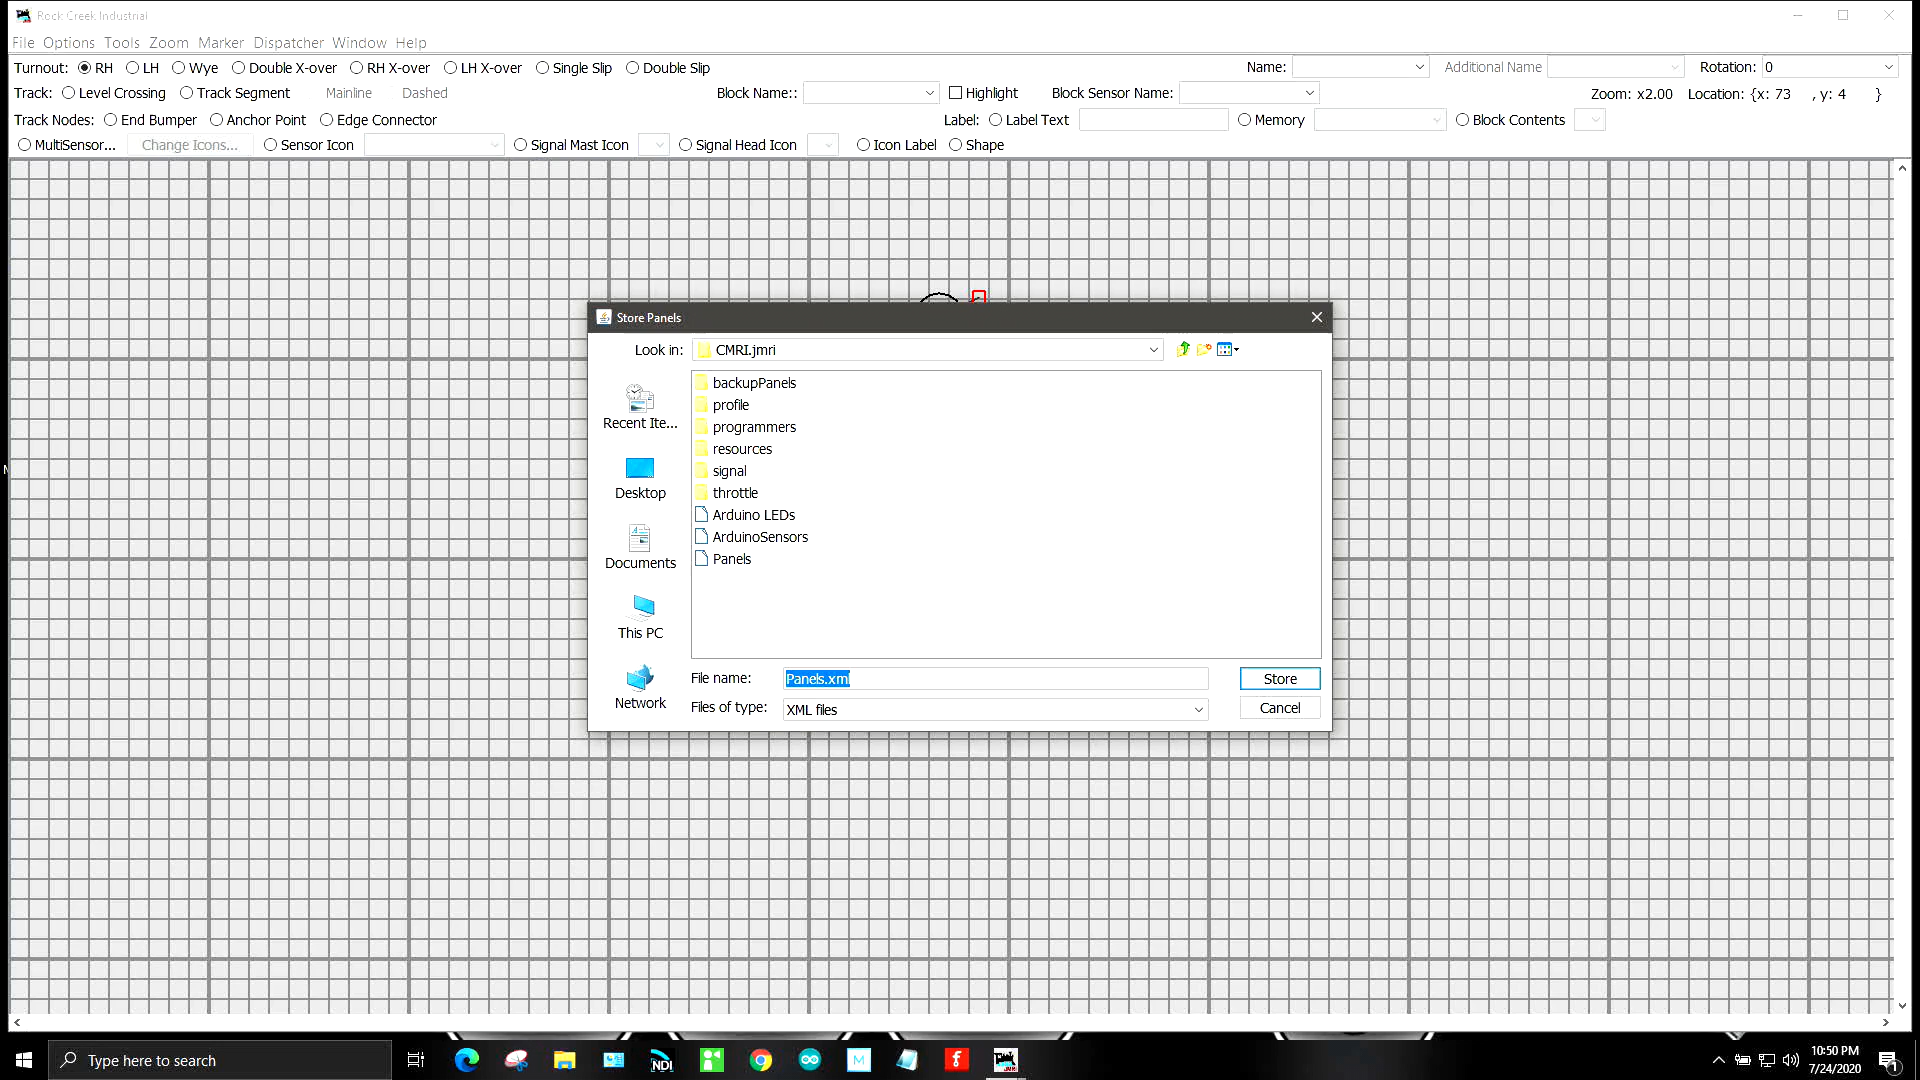 Rock Creek Industrial
File Options Tools Zoom Marker Dispatcher Window Help
Turnout: RH LH Wye Double X-over RH X-over LH X-over Single Slip Double Slip Name: Additional Name Rotation: 0
Track: Level Crossing Track Segment Mainline Dashed Block Name:: Highlight Block Sensor Name: Zoom: x2.00 Location: {x: 73 , y: 4 }
Track Nodes: End Bumper Anchor Point Edge Connector Label: Label Text Memory Block Contents
MultiSensor... Change Icons... Sensor Icon Signal Mast Icon Signal Head Icon Icon Label Shape
Store Panels
Look in: CMRI.jmri
Recent Ite...
Desktop
Documents
This PC
Network
backupPanels
profile
programmers
resources
signal
throttle
Arduino LEDs
ArduinoSensors
Panels
File name: Panels.xml Store
Files of type: XML files Cancel
Type here to search
NDI
M
10:50 PM
7/24/2020
1